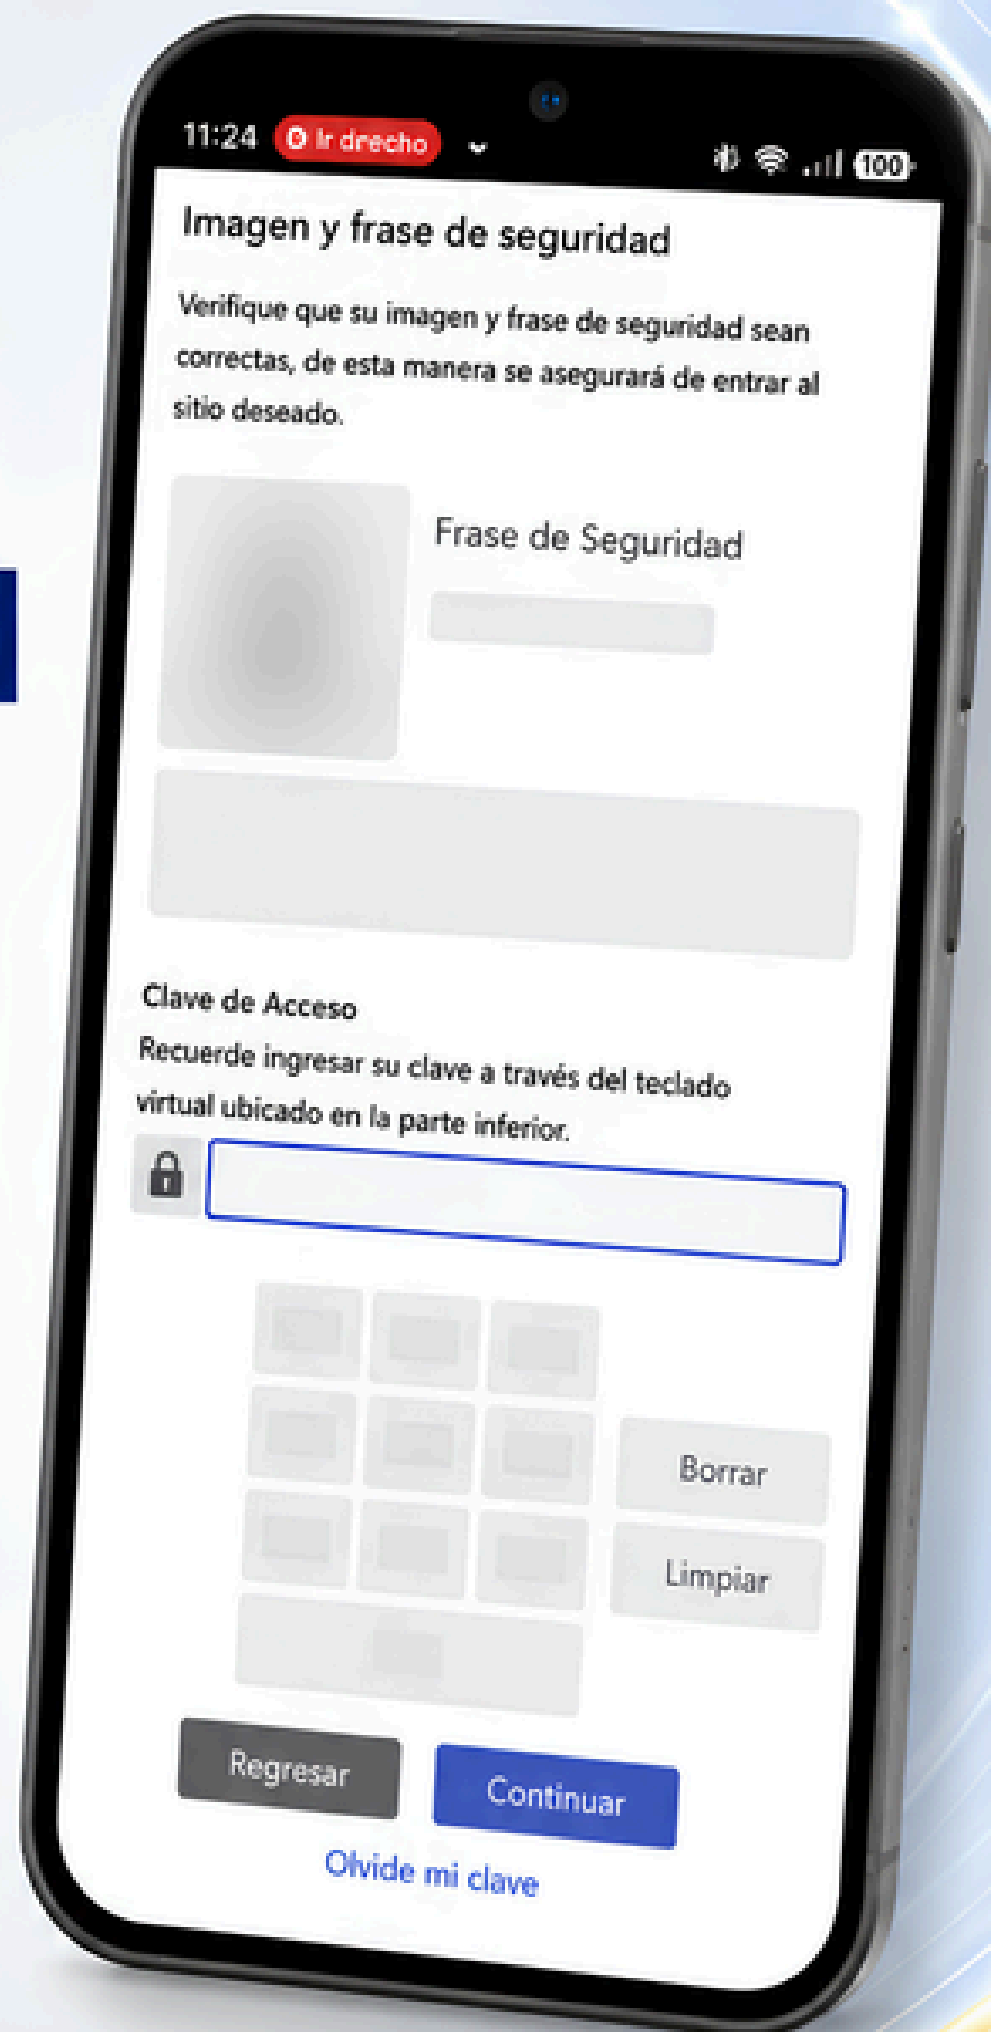 11:24 Ir drecho 100
Imagen y frase de seguridad
Verifique que su imagen y frase de seguridad sean
correctas, de esta manera se asegurará de entrar al
sitio deseado.
Frase de Seguridad
Clave de Acceso
Recuerde ingresar su clave a través del teclado
virtual ubicado en la parte inferior.
Borrar
Limpiar
Regresar
Continuar
Olvide mi clave